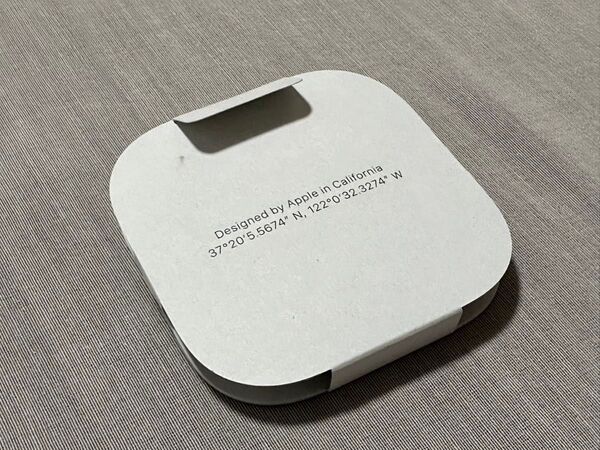 Designed by Apple in California
37°20′5.5674″ N, 122°0′32.3274″ W